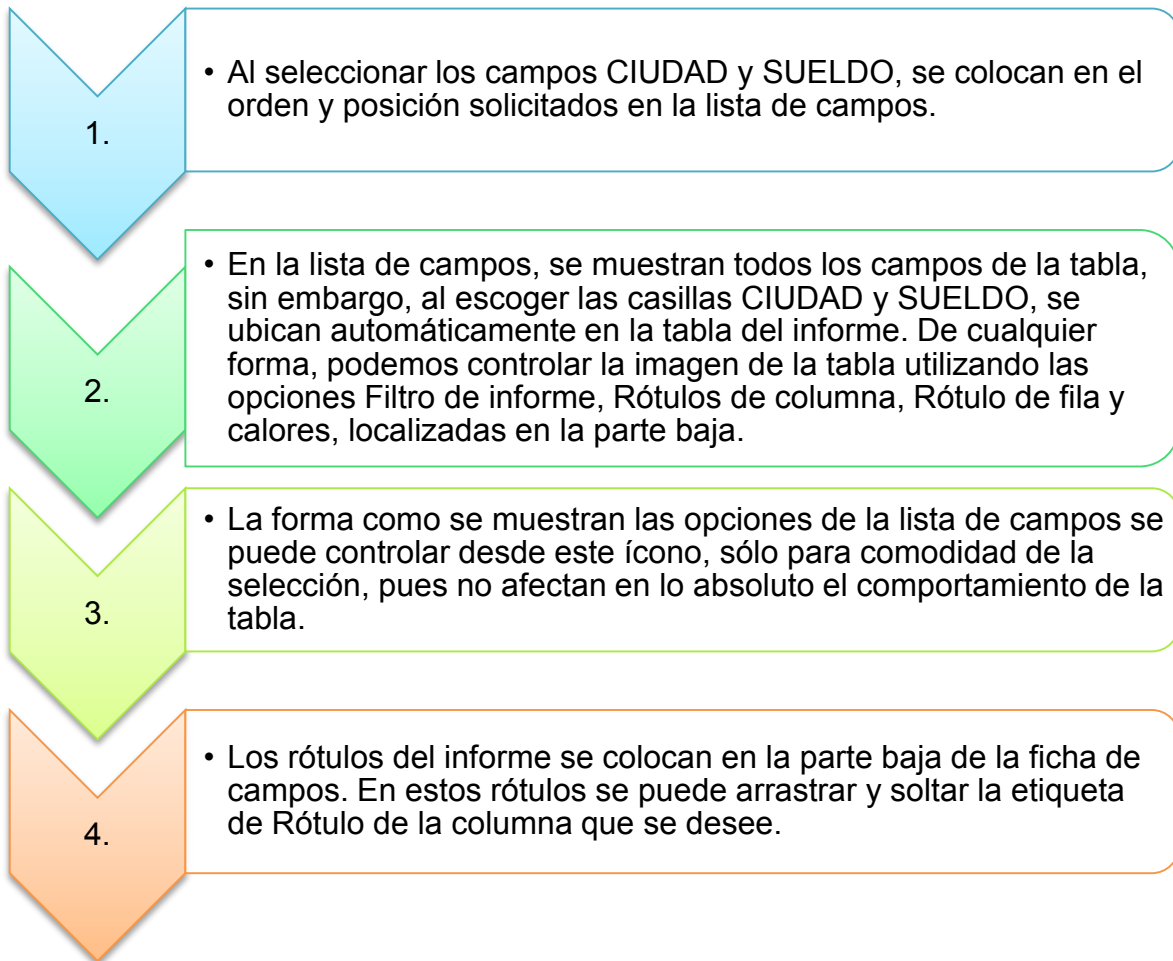 1.
• Al seleccionar los campos CIUDAD y SUELDO, se colocan en el
orden y posición solicitados en la lista de campos.
2.
• En la lista de campos, se muestran todos los campos de la tabla,
sin embargo, al escoger las casillas CIUDAD y SUELDO, se
ubican automáticamente en la tabla del informe. De cualquier
forma, podemos controlar la imagen de la tabla utilizando las
opciones Filtro de informe, Rótulos de columna, Rótulo de fila y
calores, localizadas en la parte baja.
3.
• La forma como se muestran las opciones de la lista de campos se
puede controlar desde este ícono, sólo para comodidad de la
selección, pues no afectan en lo absoluto el comportamiento de la
tabla.
4.
• Los rótulos del informe se colocan en la parte baja de la ficha de
campos. En estos rótulos se puede arrastrar y soltar la etiqueta
de Rótulo de la columna que se desee.